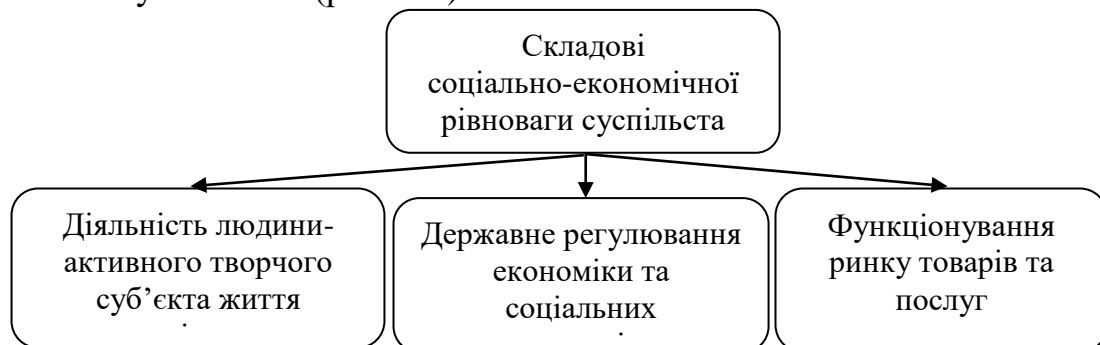 Складові
соціально-економічної
рівноваги суспільста
Діяльність людини-
активного творчого
суб’єкта життя
Державне регулювання
економіки та
соціальних
Функціонування
ринку товарів та
послуг